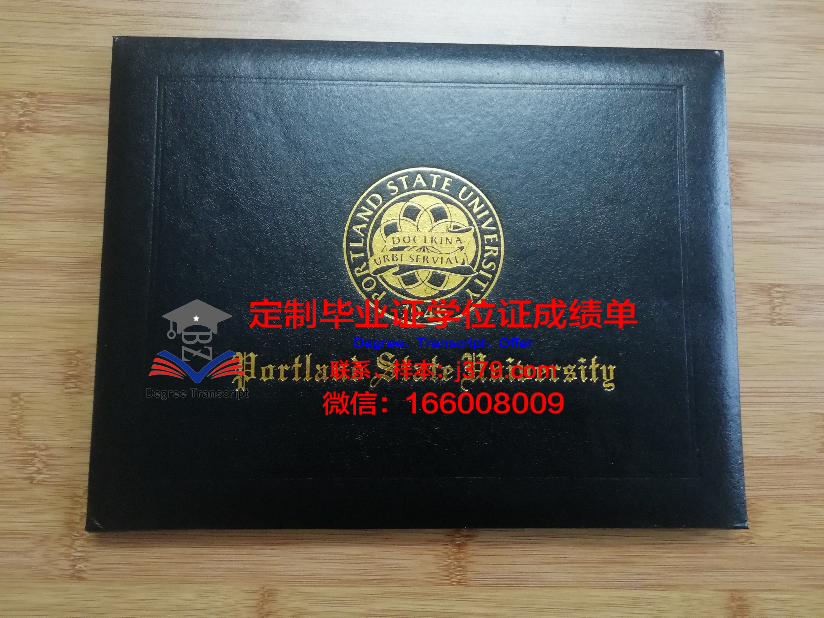 PORTLAND STATE UNIVERSITY
DOCTRINA
URBI SERVIAT
定制毕业证学位证成绩单
Degree、Transcript、Offer
Portland State University
联系、样本：j379.com
微信：166008009
BZ
Degree Transcript